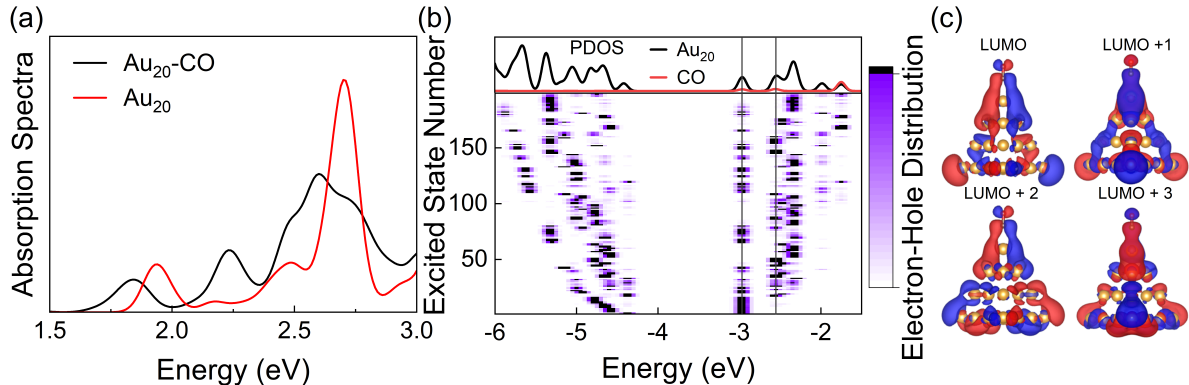 (a)
Absorption Spectra
Au20-CO
Au20
1.5 2.0 2.5 3.0
Energy (eV)
(b)
Excited State Number
PDOS
Au20
CO
150
100
50
-6 -5 -4 -3 -2
Energy (eV)
Electron-Hole Distribution
(c)
LUMO
LUMO +1
LUMO + 2
LUMO + 3